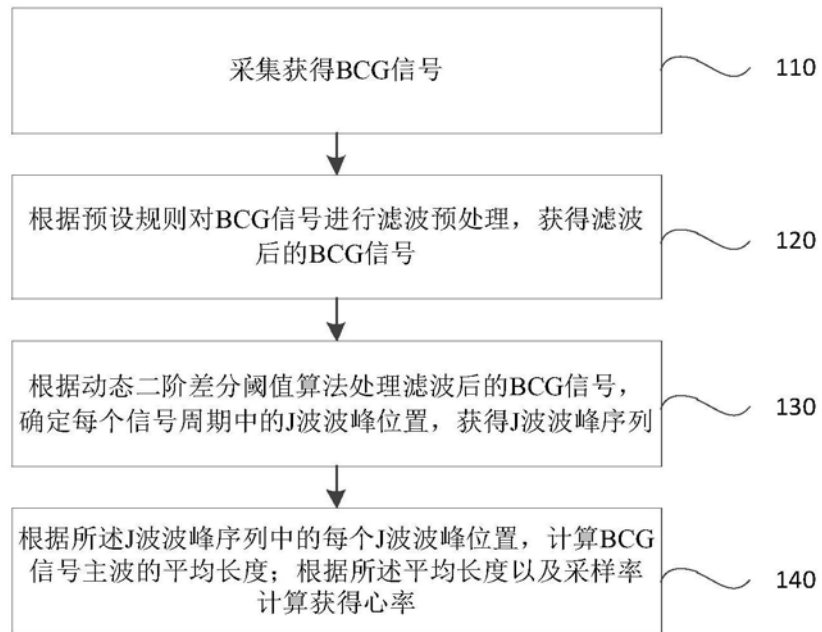 采集获得BCG信号
110
根据预设规则对BCG信号进行滤波预处理，获得滤波
后的BCG信号
120
根据动态二阶差分阈值算法处理滤波后的BCG信号，
确定每个信号周期中的J波波峰位置，获得J波波峰序列
130
根据所述J波波峰序列中的每个J波波峰位置，计算BCG
信号主波的平均长度；根据所述平均长度以及采样率
计算获得心率
140